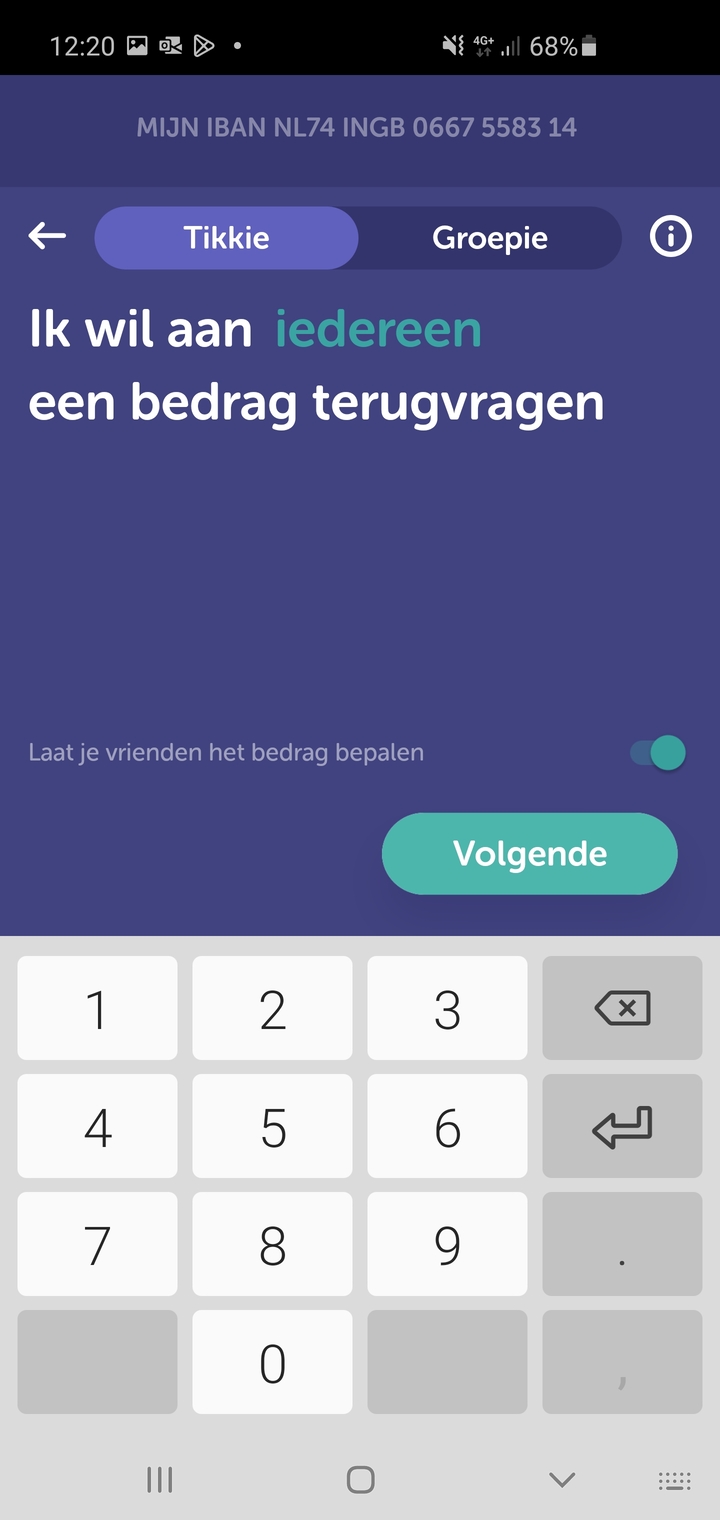 12:20 4G+ 68%
MIJN IBAN NL74 INGB 0667 5583 14
Tikkie Groepie
Ik wil aan iedereen
een bedrag terugvragen
Laat je vrienden het bedrag bepalen
Volgende
1 2 3
4 5 6
7 8 9 .
0 ,